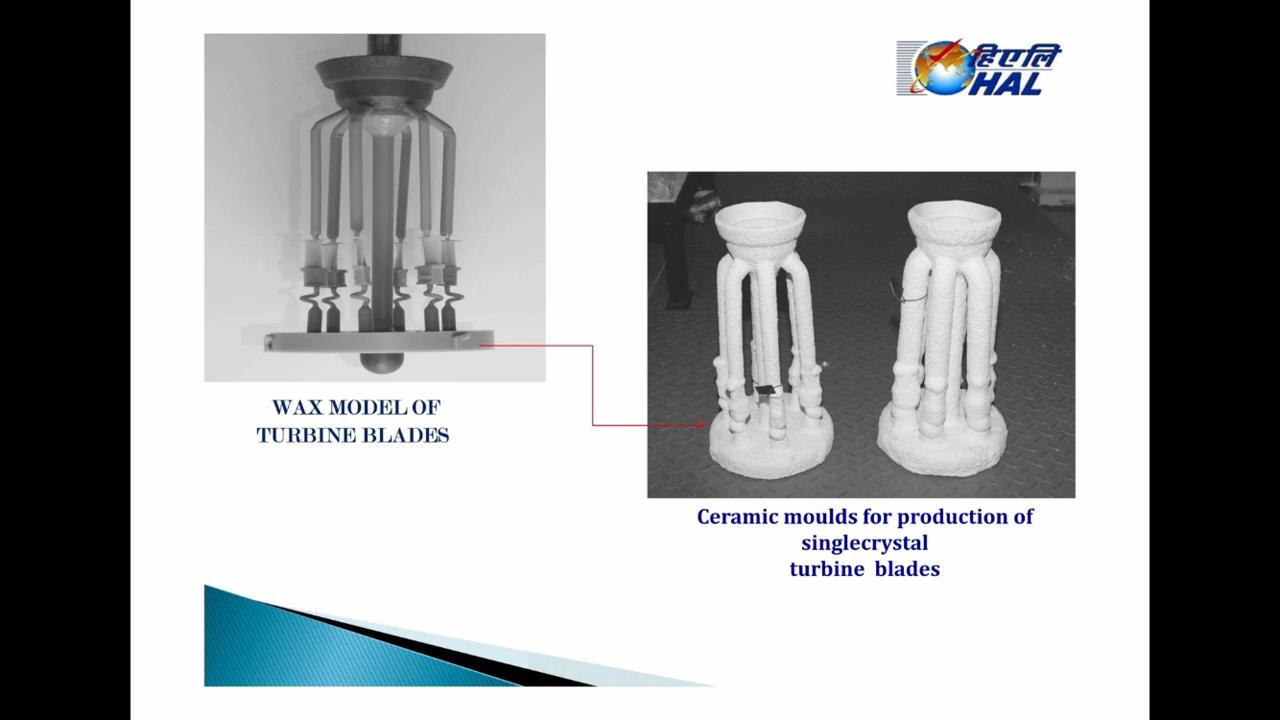 हिएलि
HAL
WAX MODEL OF
TURBINE BLADES
Ceramic moulds for production of
singlecrystal
turbine blades